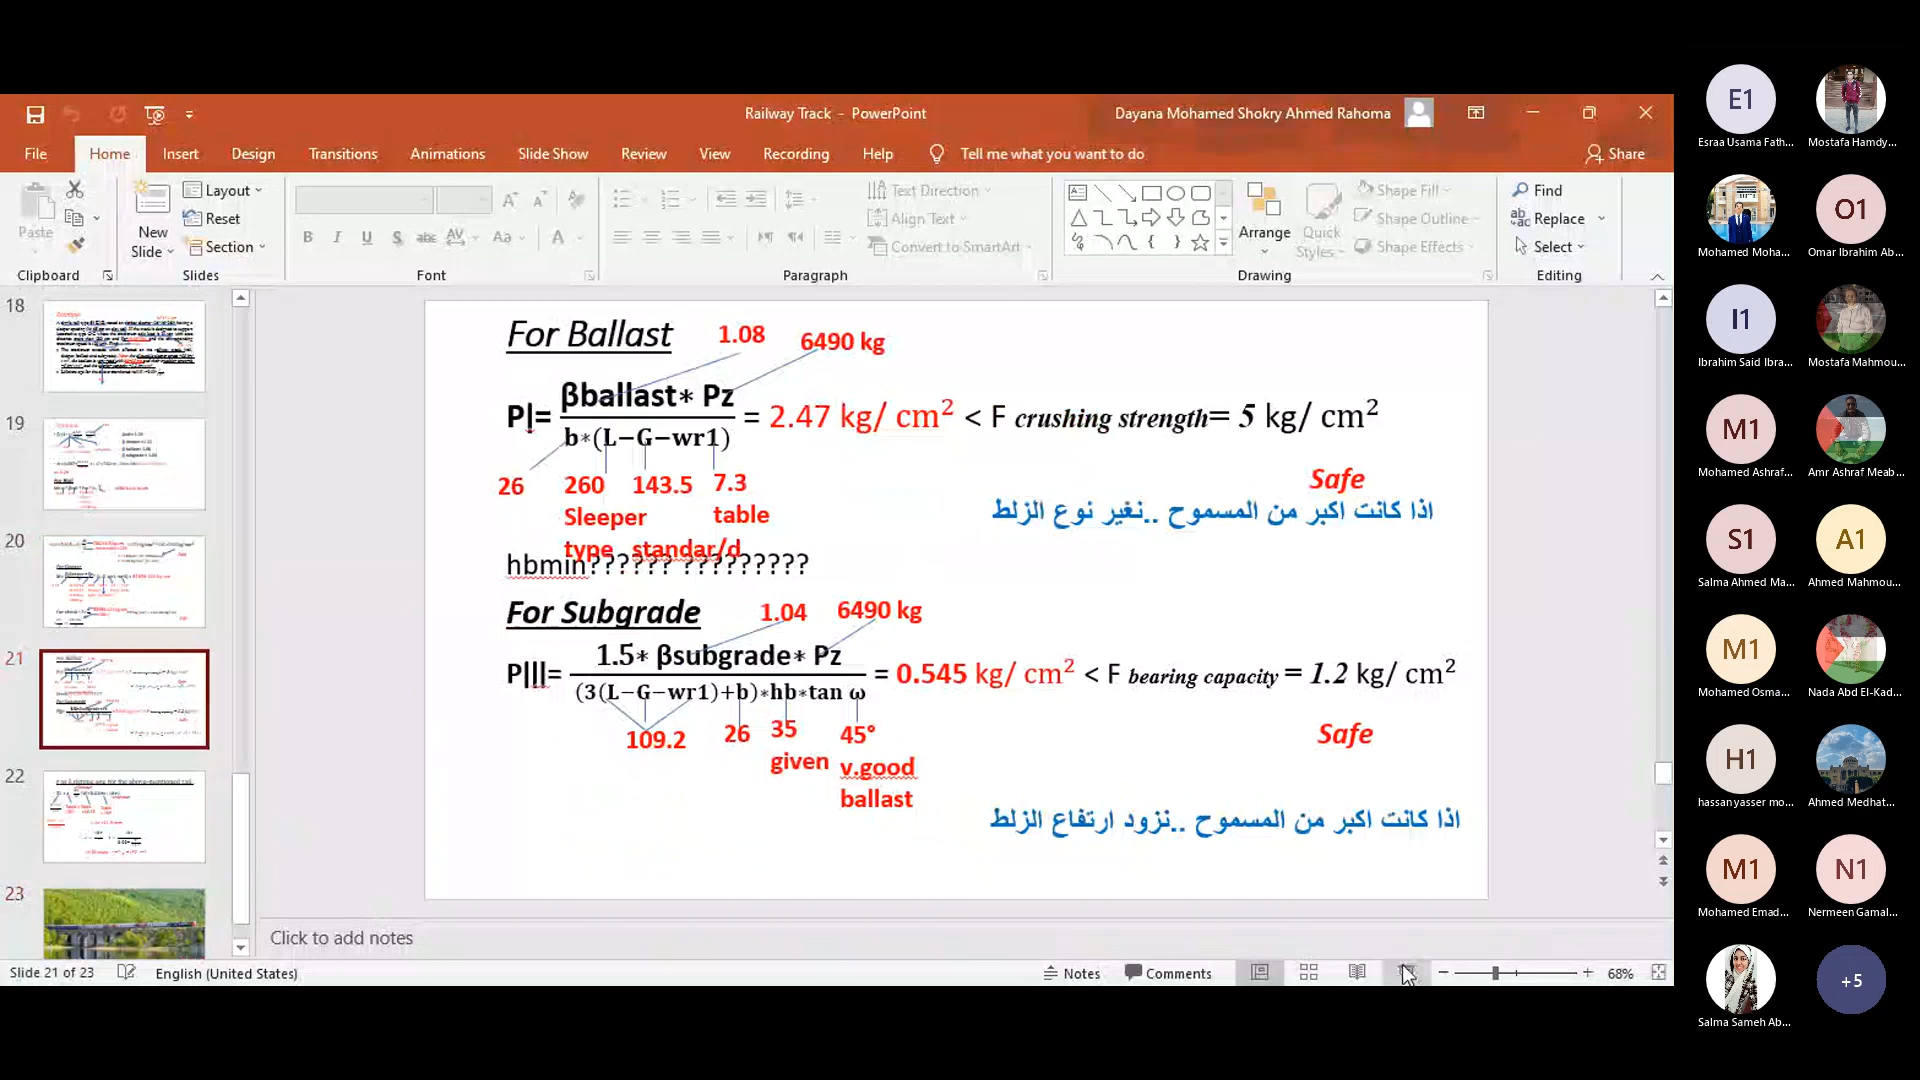 Railway Track - PowerPoint
Dayana Mohamed Shokry Ahmed Rahoma
File Home Insert Design Transitions Animations Slide Show Review View Recording Help Tell me what you want to do Share
Paste
Clipboard
New Slide
Layout
Reset
Section
Slides
B I U S abc AV Aa A
Font
Text Direction
Align Text
Convert to SmartArt
Paragraph
Arrange
Quick Styles
Shape Fill
Shape Outline
Shape Effects
Drawing
Find
Replace
Select
Editing
18
19
20
21
22
23
For Ballast
1.08
6490 kg
P|= βballast∗ Pz / b∗(L−G−wr1) = 2.47 kg/ cm² < F crushing strength= 5 kg/ cm²
26
260
Sleeper
type
143.5
standar/d
7.3
table
Safe
اذا كانت اكبر من المسموح ..نغير نوع الزلط
hbmin?????? ?????????
For Subgrade
1.04
6490 kg
P|||= 1.5∗ βsubgrade∗ Pz / (3(L−G−wr1)+b)∗hb∗tan ω = 0.545 kg/ cm² < F bearing capacity = 1.2 kg/ cm²
109.2
26
35
given
45°
v.good
ballast
Safe
اذا كانت اكبر من المسموح ..نزود ارتفاع الزلط
Click to add notes
Slide 21 of 23
English (United States)
Notes
Comments
68%
E1
Esraa Usama Fath...
Mostafa Hamdy...
Mohamed Moha...
O1
Omar Ibrahim Ab...
I1
Ibrahim Said Ibra...
Mostafa Mahmou...
M1
Mohamed Ashraf...
Amr Ashraf Meab...
S1
Salma Ahmed Ma...
A1
Ahmed Mahmou...
M1
Mohamed Osma...
Nada Abd El-Kad...
H1
hassan yasser mo...
Ahmed Medhat...
M1
Mohamed Emad...
N1
Nermeen Gamal...
Salma Sameh Ab...
+5